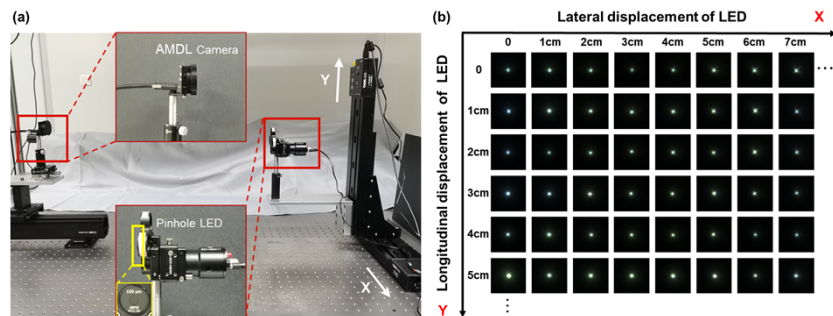 (a)
AMDL Camera
Y
Pinhole LED
100 μm
X
(b)
Lateral displacement of LED
X
0 1cm 2cm 3cm 4cm 5cm 6cm 7cm
Longitudinal displacement of LED
0
...
1cm
2cm
3cm
4cm
5cm
Y